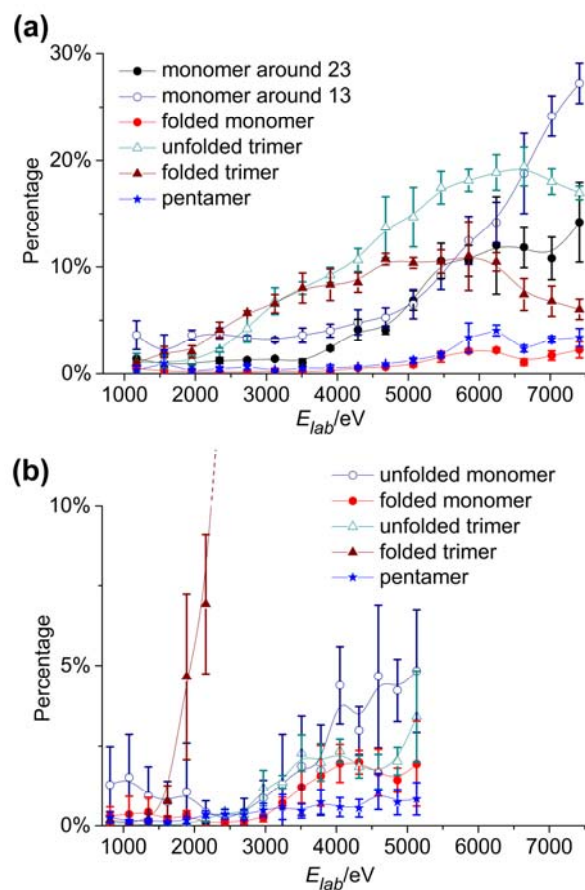 (a)
30%
20%
10%
0%
Percentage
monomer around 23
monomer around 13
folded monomer
unfolded trimer
folded trimer
pentamer
1000 2000 3000 4000 5000 6000 7000
E_lab/eV
(b)
10%
5%
0%
Percentage
unfolded monomer
folded monomer
unfolded trimer
folded trimer
pentamer
1000 2000 3000 4000 5000 6000 7000
E_lab/eV